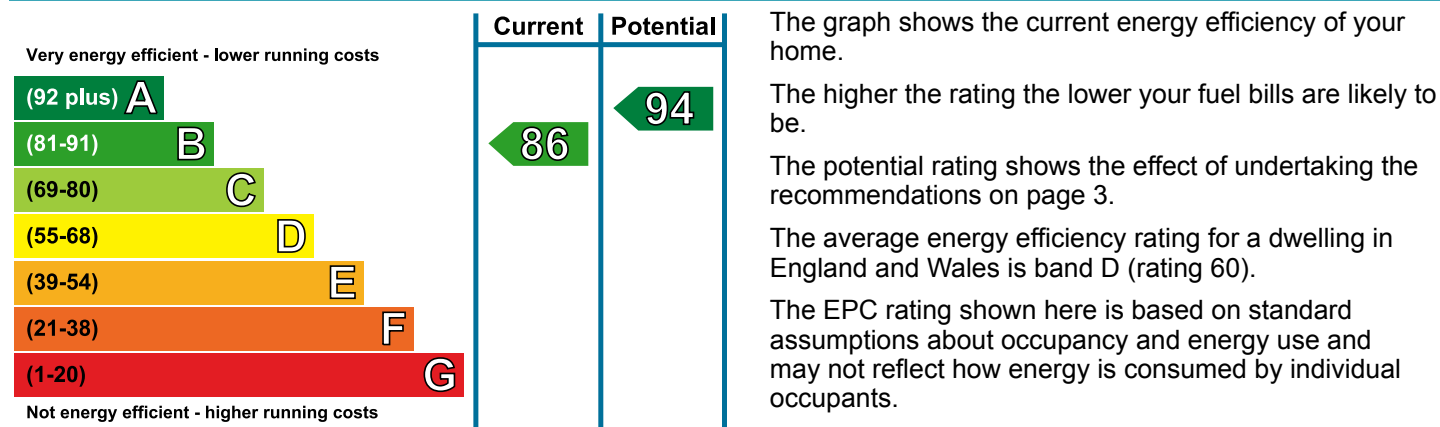 Current Potential
Very energy efficient - lower running costs
(92 plus) A
94
(81-91) B
86
(69-80) C
(55-68) D
(39-54) E
(21-38) F
(1-20) G
Not energy efficient - higher running costs
The graph shows the current energy efficiency of your
home.
The higher the rating the lower your fuel bills are likely to
be.
The potential rating shows the effect of undertaking the
recommendations on page 3.
The average energy efficiency rating for a dwelling in
England and Wales is band D (rating 60).
The EPC rating shown here is based on standard
assumptions about occupancy and energy use and
may not reflect how energy is consumed by individual
occupants.